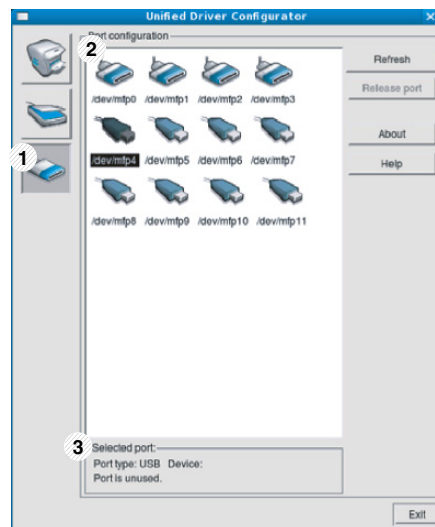 Unified Driver Configurator
2
Port configuration
/dev/mfp0 /dev/mfp1 /dev/mfp2 /dev/mfp3
/dev/mfp4 /dev/mfp5 /dev/mfp6 /dev/mfp7
/dev/mfp8 /dev/mfp9 /dev/mfp10 /dev/mfp11
Refresh
Release port
About
Help
1
3
Selected port:
Port type: USB Device:
Port is unused.
Exit